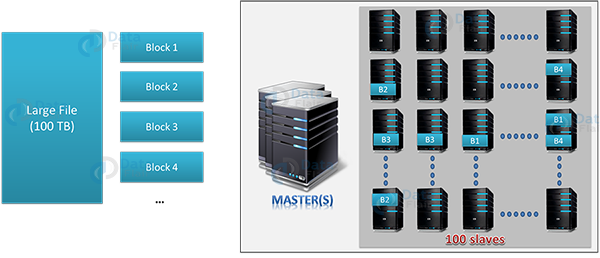 Large File
(100 TB)
Block 1
Block 2
Block 3
Block 4
...
MASTER(S)
B4
B2
B1
B3
B3
B1
B4
B2
100 slaves